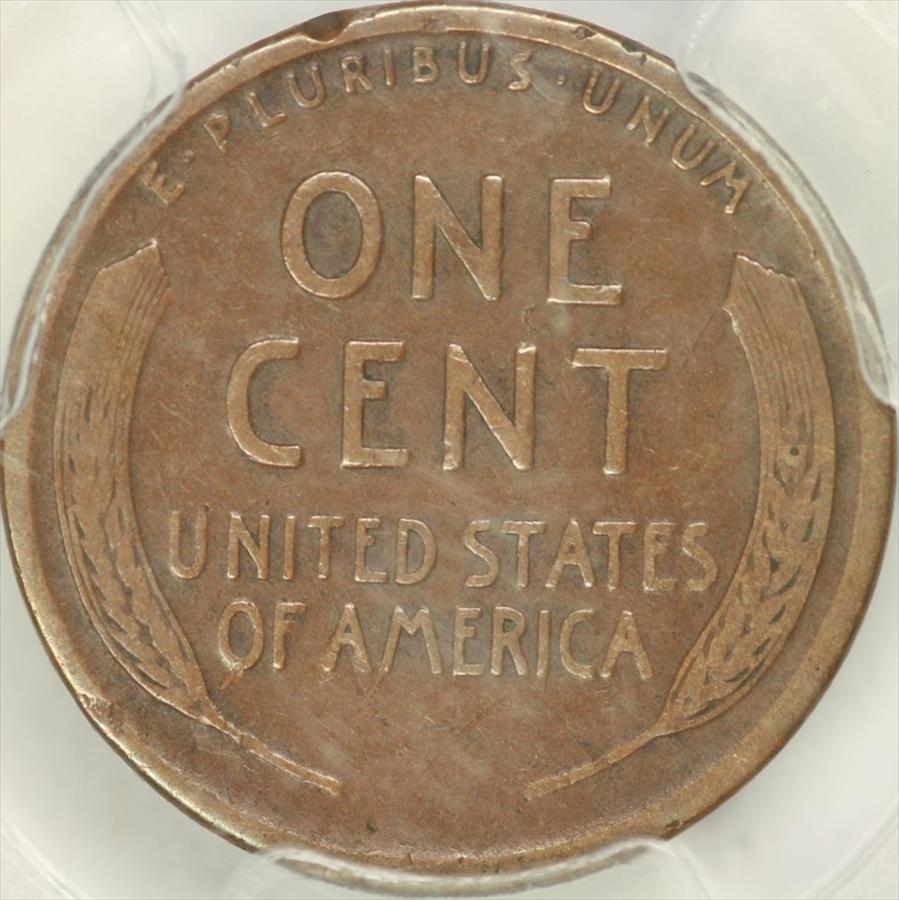 E · PLURIBUS · UNUM
ONE
CENT
UNITED STATES
OF AMERICA